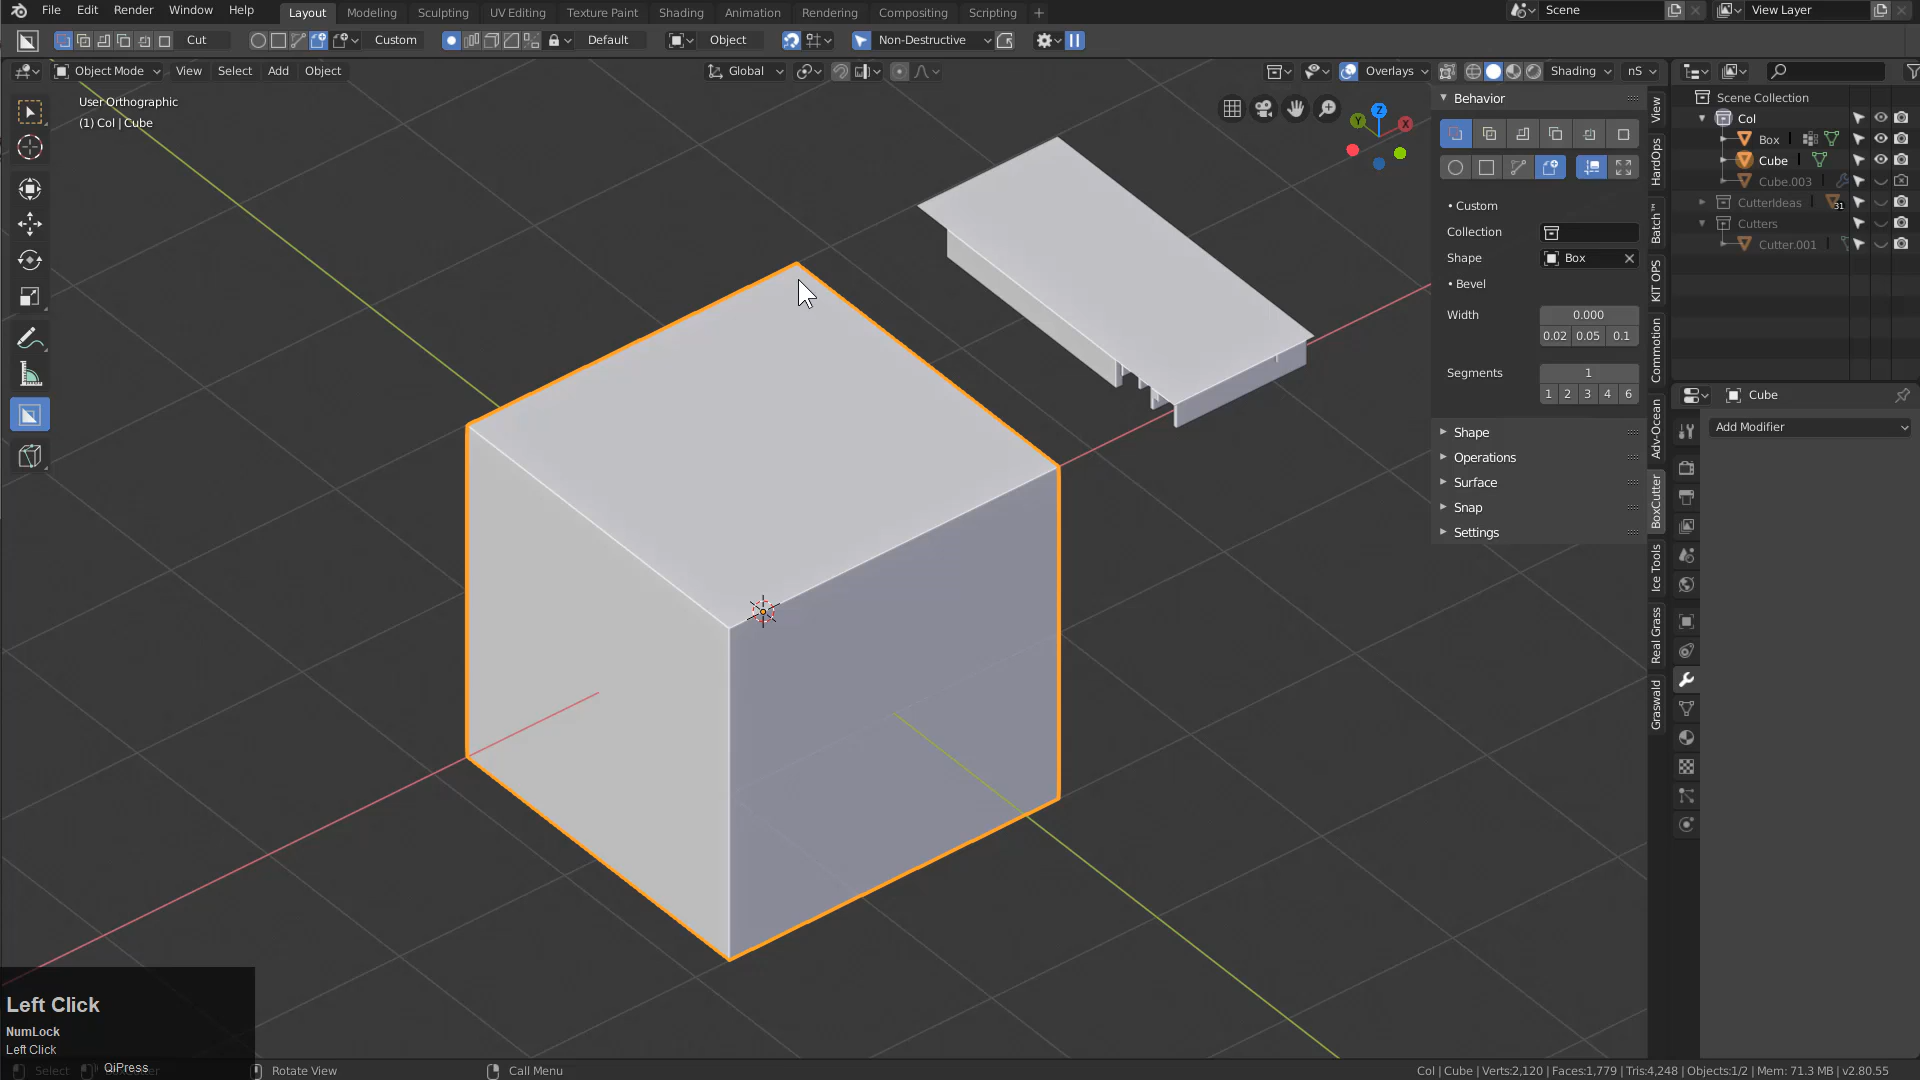 File Edit Render Window Help Layout Modeling Sculpting UV Editing Texture Paint Shading Animation Rendering Compositing Scripting + Scene View Layer
Cut Custom Default Object Non-Destructive
Object Mode View Select Add Object Global Overlays Shading nS
User Orthographic
(1) Col | Cube
Z
Y
X
Behavior
• Custom
Collection
Shape Box
• Bevel
Width 0.000
0.02 0.05 0.1
Segments 1
1 2 3 4 6
Shape
Operations
Surface
Snap
Settings
View
HardOps
Batch™
KIT OPS
Commotion
Adv-Ocean
BoxCutter
Ice Tools
Real Grass
Graswald
Scene Collection
Col
Box
Cube
Cube.003
CutterIdeas 31
Cutters
Cutter.001
Cube
Add Modifier
Left Click
NumLock
Left Click
QiPress
Select
Rotate View
Call Menu
Col | Cube | Verts:2,120 | Faces:1,779 | Tris:4,248 | Objects:1/2 | Mem: 71.3 MB | v2.80.55